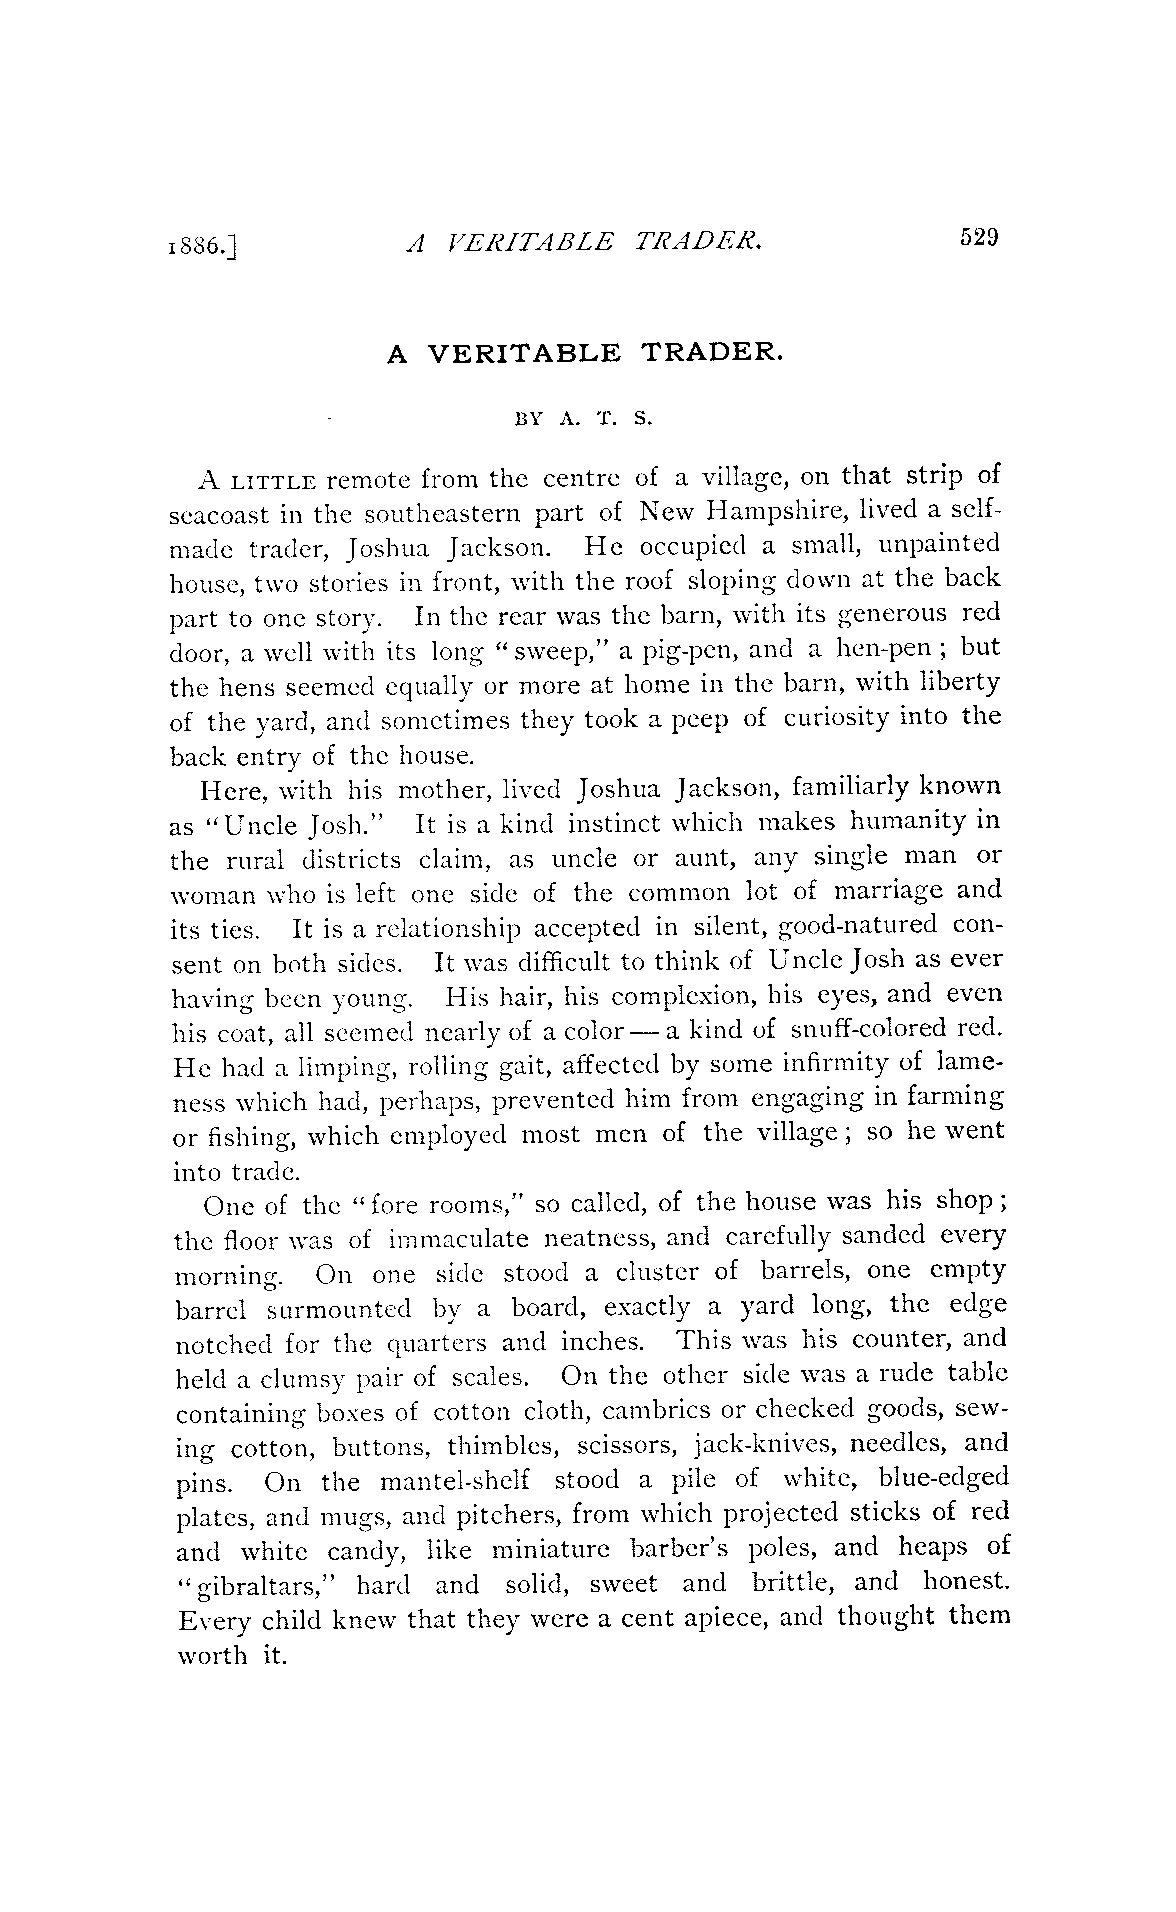 1886.] A VERITABLE TRADER. 529
A VERITABLE TRADER.
BY A. T. S.
A LITTLE remote from the centre of a village, on that strip of
seacoast in the southeastern part of New Hampshire, lived a self-
made trader, Joshua Jackson. He occupied a small, unpainted
house, two stories in front, with the roof sloping down at the back
part to one story. In the rear was the barn, with its generous red
door, a well with its long "sweep," a pig-pen, and a hen-pen; but
the hens seemed equally or more at home in the barn, with liberty
of the yard, and sometimes they took a peep of curiosity into the
back entry of the house.
Here, with his mother, lived Joshua Jackson, familiarly known
as "Uncle Josh." It is a kind instinct which makes humanity in
the rural districts claim, as uncle or aunt, any single man or
woman who is left one side of the common lot of marriage and
its ties. It is a relationship accepted in silent, good-natured con-
sent on both sides. It was difficult to think of Uncle Josh as ever
having been young. His hair, his complexion, his eyes, and even
his coat, all seemed nearly of a color — a kind of snuff-colored red.
He had a limping, rolling gait, affected by some infirmity of lame-
ness which had, perhaps, prevented him from engaging in farming
or fishing, which employed most men of the village; so he went
into trade.
One of the "fore rooms," so called, of the house was his shop;
the floor was of immaculate neatness, and carefully sanded every
morning. On one side stood a cluster of barrels, one empty
barrel surmounted by a board, exactly a yard long, the edge
notched for the quarters and inches. This was his counter, and
held a clumsy pair of scales. On the other side was a rude table
containing boxes of cotton cloth, cambrics or checked goods, sew-
ing cotton, buttons, thimbles, scissors, jack-knives, needles, and
pins. On the mantel-shelf stood a pile of white, blue-edged
plates, and mugs, and pitchers, from which projected sticks of red
and white candy, like miniature barber's poles, and heaps of
"gibraltars," hard and solid, sweet and brittle, and honest.
Every child knew that they were a cent apiece, and thought them
worth it.